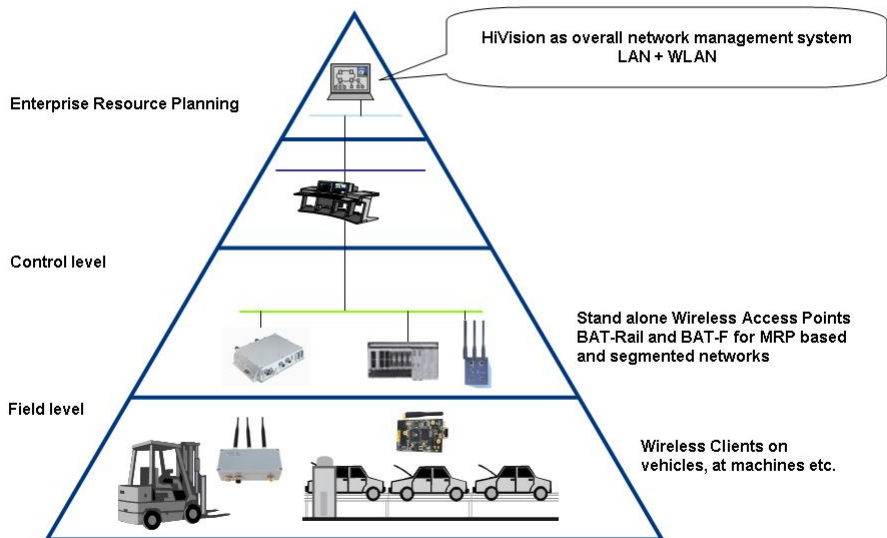 HiVision as overall network management system
LAN + WLAN
Enterprise Resource Planning
Control level
Stand alone Wireless Access Points
BAT-Rail and BAT-F for MRP based
and segmented networks
Field level
Wireless Clients on
vehicles, at machines etc.